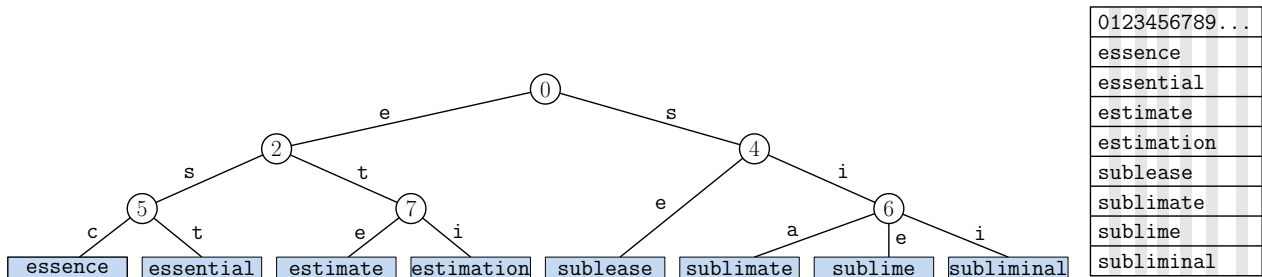 0
e
s
2
4
s
t
i
5
7
e
6
c
t
e
i
a
e
i
essence
essential
estimate
estimation
sublease
sublimate
sublime
subliminal
0123456789...
essence
essential
estimate
estimation
sublease
sublimate
sublime
subliminal